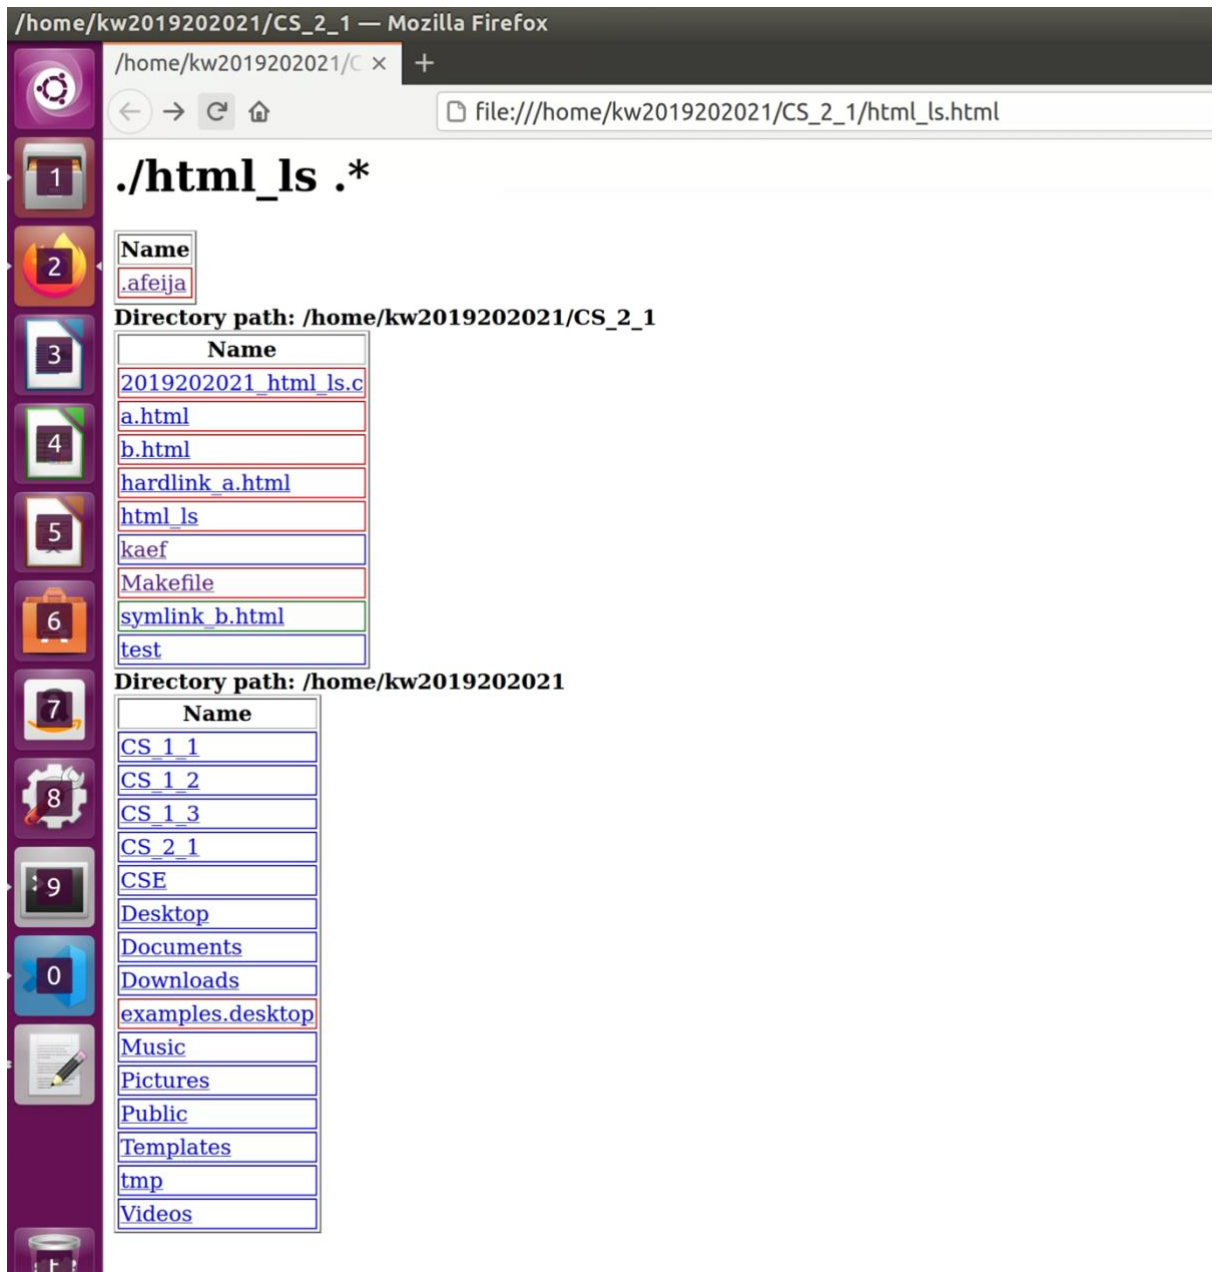 /home/kw2019202021/CS_2_1 — Mozilla Firefox
/home/kw2019202021/C × +
file:///home/kw2019202021/CS_2_1/html_ls.html
./html_ls .*
Name
.afeija
Directory path: /home/kw2019202021/CS_2_1
Name
2019202021_html_ls.c
a.html
b.html
hardlink_a.html
html_ls
kaef
Makefile
symlink_b.html
test
Directory path: /home/kw2019202021
Name
CS_1_1
CS_1_2
CS_1_3
CS_2_1
CSE
Desktop
Documents
Downloads
examples.desktop
Music
Pictures
Public
Templates
tmp
Videos
1
2
3
4
5
6
7
8
9
0